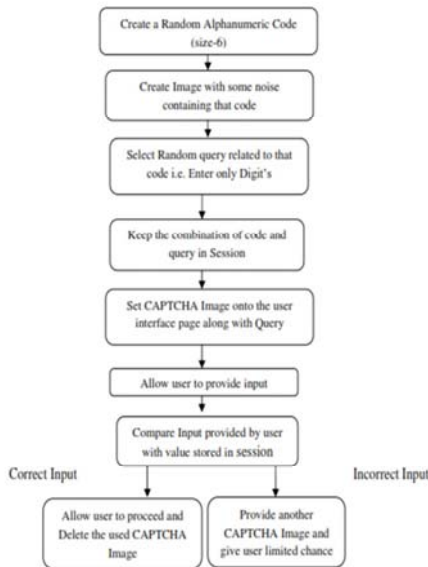 Create a Random Alphanumeric Code
(size-6)
Create Image with some noise
containing that code
Select Random query related to that
code i.e. Enter only Digit's
Keep the combination of code and
query in Session
Set CAPTCHA Image onto the user
interface page along with Query
Allow user to provide input
Compare Input provided by user
with value stored in session
Correct Input
Incorrect Input
Allow user to proceed and
Delete the used CAPTCHA
Image
Provide another
CAPTCHA Image and
give user limited chance